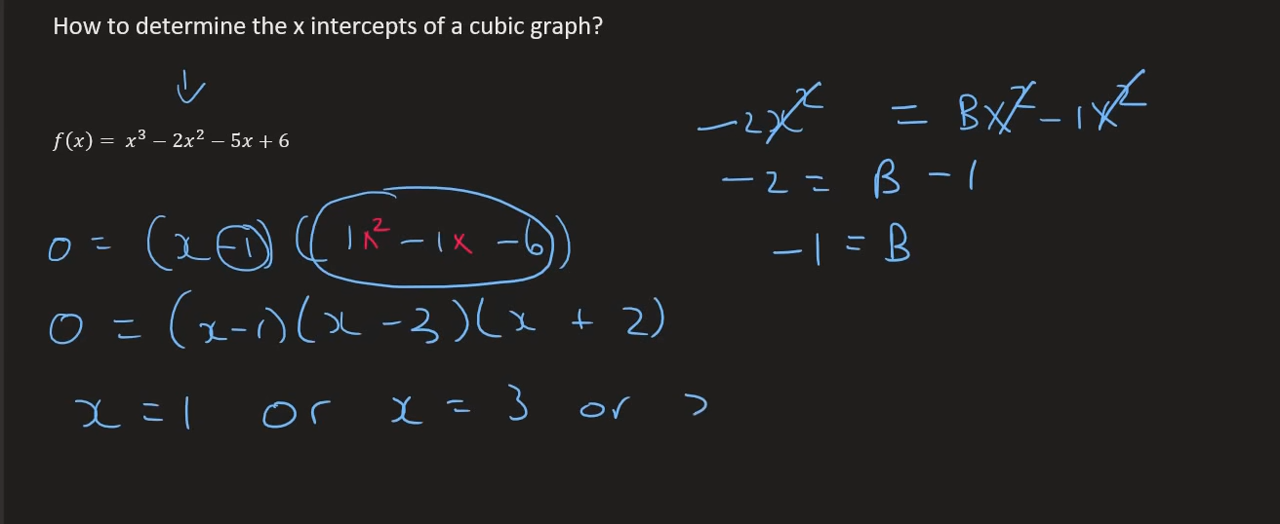 How to determine the x intercepts of a cubic graph?
f(x) = x³ − 2x² − 5x + 6
−2x² = Bx² − 1x²
−2 = B − 1
−1 = B
0 = (x −1) ((1x² − 1x − 6))
0 = (x−1)(x − 3)(x + 2)
x = 1 or x = 3 or